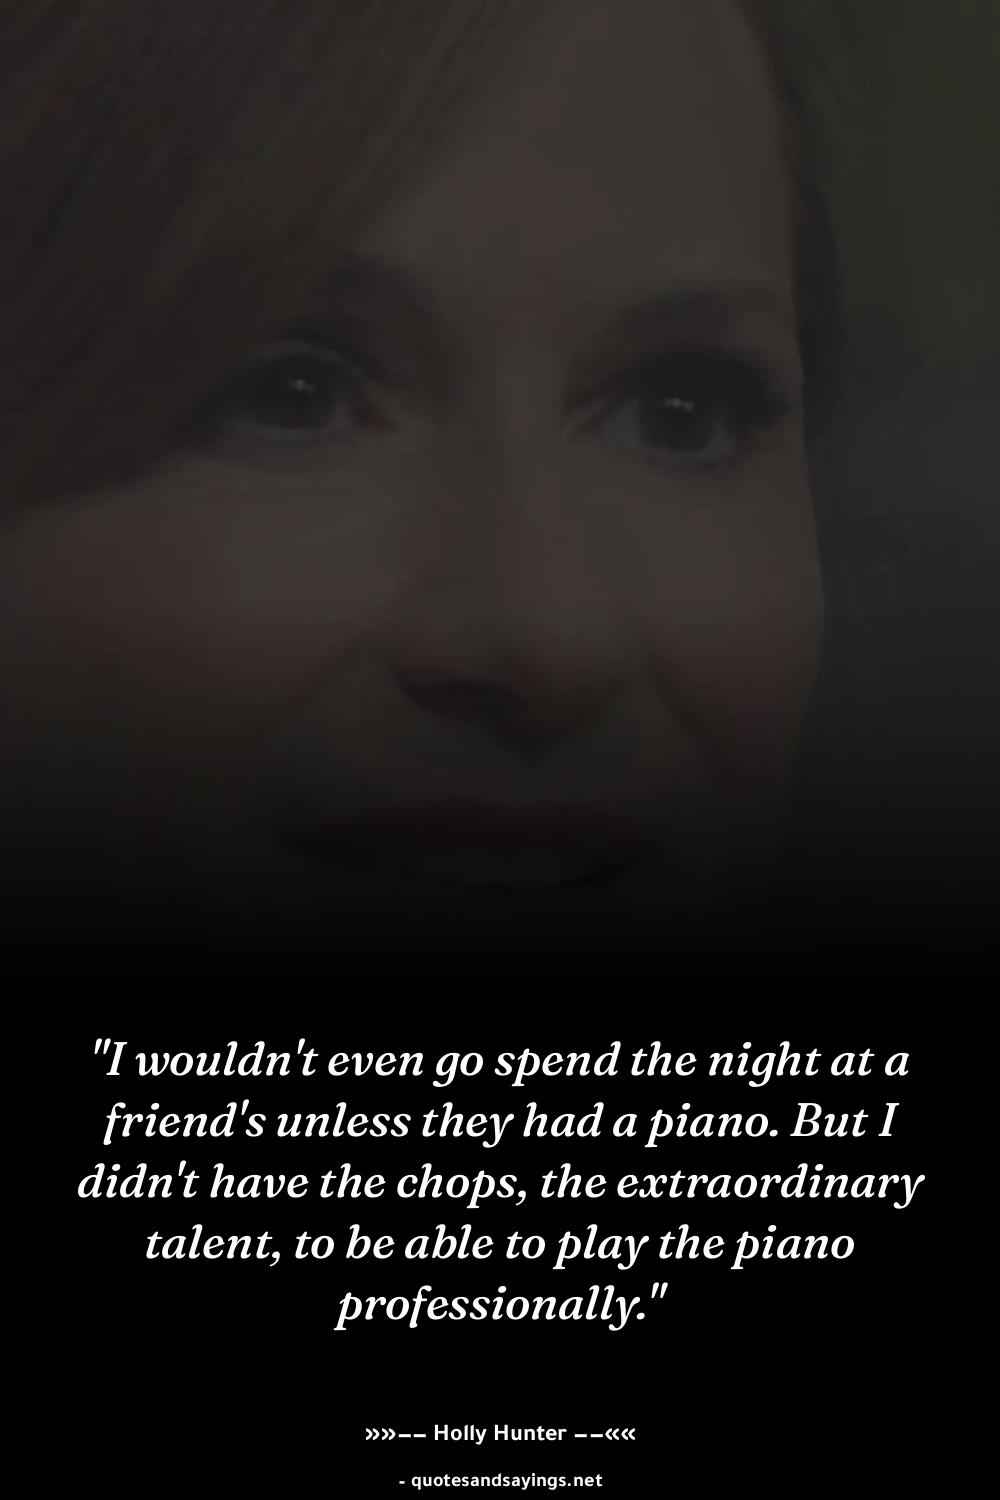 "I wouldn't even go spend the night at a
friend's unless they had a piano. But I
didn't have the chops, the extraordinary
talent, to be able to play the piano
professionally."
»»−− Holly Hunter −−««
- quotesandsayings.net